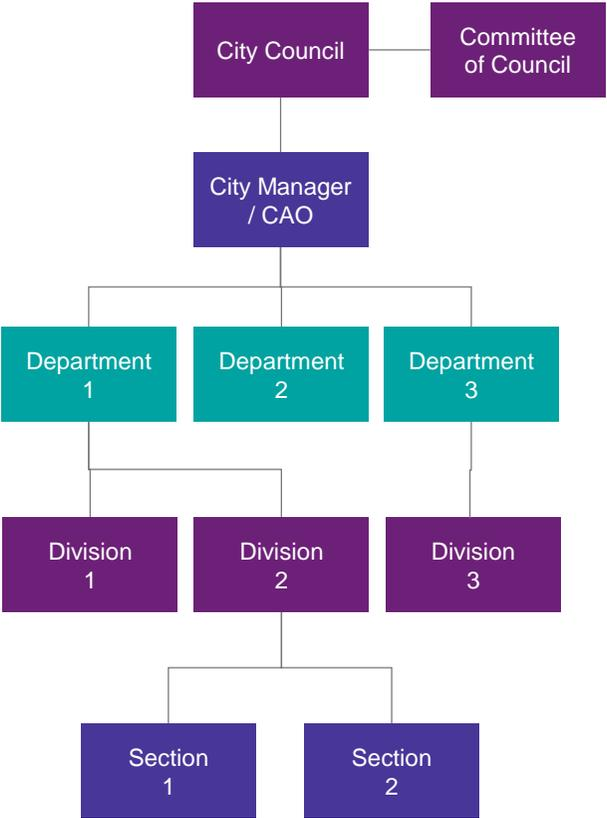 City Council
Committee
of Council
City Manager
/ CAO
Department
1
Department
2
Department
3
Division
1
Division
2
Division
3
Section
1
Section
2